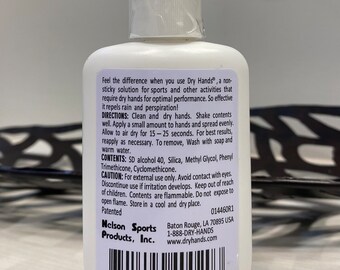 Feel the difference when you use Dry Hands®, a non-
sticky solution for sports and other activities that
require dry hands for optimal performance. So effective
it repels rain and perspiration!
DIRECTIONS: Clean and dry hands. Shake contents
well. Apply a small amount to hands and spread evenly.
Allow to air dry for 15 – 25 seconds. For best results,
reapply as necessary. To remove, Wash with soap and
warm water.
CONTENTS: SD alcohol 40, Silica, Methyl Glycol, Phenyl
Trimethicone, Cyclomethicone.
CAUTION: For external use only. Avoid contact with eyes.
Discontinue use if irritation develops. Keep out of reach
of children. Contents are flammable. Do not expose to
open flame. Store in a cool and dry place.
Patented
014460R1
Nelson Sports
Products, Inc.
Baton Rouge, LA 70895 USA
1-888-DRY-HANDS
www.dryhands.com